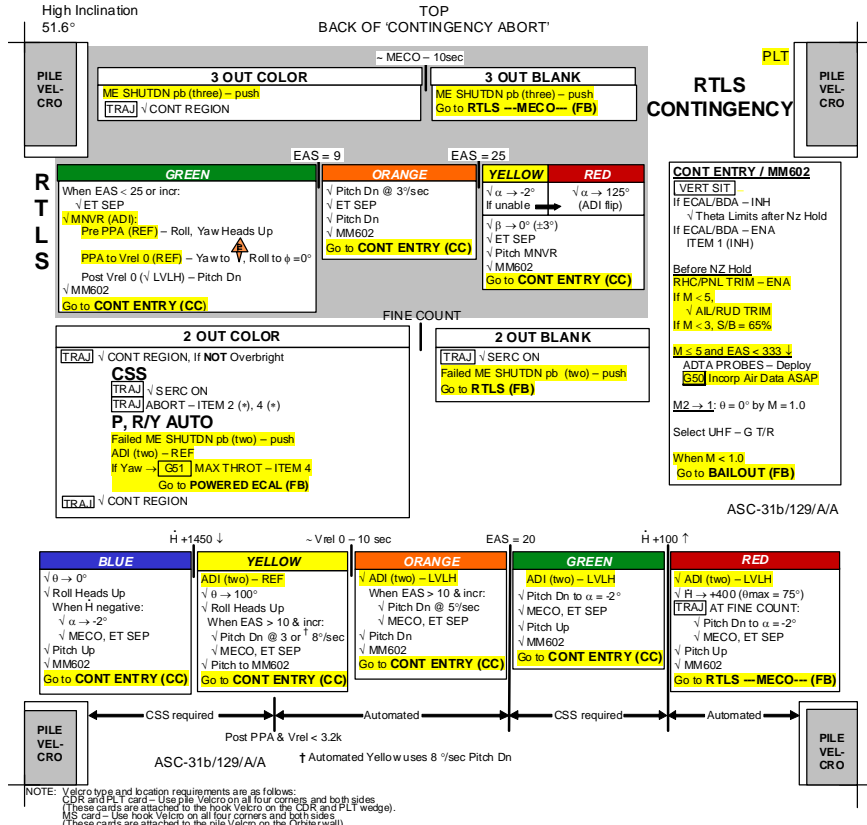 High Inclination
51.6°
TOP
BACK OF 'CONTINGENCY ABORT'
PILE VEL-CRO
~ MECO – 10sec
PLT
PILE VEL-CRO
3 OUT COLOR
ME SHUTDN pb (three) – push
TRAJ √ CONT REGION
3 OUT BLANK
ME SHUTDN pb (three) – push
Go to RTLS ---MECO--- (FB)
RTLS
CONTINGENCY
RTLS
EAS = 9
EAS = 25
GREEN
When EAS < 25 or incr:
√ ET SEP
√ MNVR (ADI):
Pre PPA (REF) – Roll, Yaw Heads Up
PPA to Vrel 0 (REF) – Yaw to E, Roll to ϕ = 0°
Post Vrel 0 (√ LVLH) – Pitch Dn
√ MM602
Go to CONT ENTRY (CC)
ORANGE
√ Pitch Dn @ 3°/sec
√ ET SEP
√ Pitch Dn
√ MM602
Go to CONT ENTRY (CC)
YELLOW
RED
√ α → -2°
If unable
√ α → 125°
(ADI flip)
√ β → 0° (±3°)
√ ET SEP
√ Pitch MNVR
√ MM602
Go to CONT ENTRY (CC)
CONT ENTRY / MM602
VERT SIT
If ECAL/BDA – INH
√ Theta Limits after Nz Hold
If ECAL/BDA – ENA
ITEM 1 (INH)
Before NZ Hold
RHC/PNL TRIM – ENA
If M < 5,
√ AIL/RUD TRIM
If M < 3, S/B = 65%
M ≤ 5 and EAS < 333 ↓
ADTA PROBES – Deploy
G50 Incorp Air Data ASAP
M2 → 1: θ = 0° by M = 1.0
Select UHF – G T/R
When M < 1.0
Go to BAILOUT (FB)
ASC-31b/129/A/A
FINE COUNT
2 OUT COLOR
TRAJ √ CONT REGION, If NOT Overbright
CSS
TRAJ √ SERC ON
TRAJ ABORT – ITEM 2 (*), 4 (*)
P, R/Y AUTO
Failed ME SHUTDN pb (two) – push
ADI (two) – REF
If Yaw → G51 MAX THROT – ITEM 4
Go to POWERED ECAL (FB)
TRAJ √ CONT REGION
2 OUT BLANK
TRAJ √ SERC ON
Failed ME SHUTDN pb (two) – push
Go to RTLS (FB)
Ḣ +1450 ↓
~ Vrel 0 – 10 sec
EAS = 20
Ḣ +100 ↑
BLUE
√ θ → 0°
√ Roll Heads Up
When Ḣ negative:
√ α → -2°
√ MECO, ET SEP
√ Pitch Up
√ MM602
Go to CONT ENTRY (CC)
YELLOW
ADI (two) – REF
√ θ → 100°
√ Roll Heads Up
When EAS > 10 & incr:
√ Pitch Dn @ 3 or † 8°/sec
√ MECO, ET SEP
√ Pitch to MM602
Go to CONT ENTRY (CC)
ORANGE
√ ADI (two) – LVLH
When EAS > 10 & incr:
√ Pitch Dn @ 5°/sec
√ MECO, ET SEP
√ Pitch Dn
√ MM602
Go to CONT ENTRY (CC)
GREEN
ADI (two) – LVLH
√ Pitch Dn to α = -2°
√ MECO, ET SEP
√ Pitch Up
√ MM602
Go to CONT ENTRY (CC)
RED
√ ADI (two) – LVLH
√ Ḣ → +400 (θmax = 75°)
TRAJ AT FINE COUNT:
√ Pitch Dn to α = -2°
√ MECO, ET SEP
√ Pitch Up
√ MM602
Go to RTLS ---MECO--- (FB)
CSS required
Automated
CSS required
Automated
PILE VEL-CRO
Post PPA & Vrel < 3.2k
PILE VEL-CRO
ASC-31b/129/A/A
† Automated Yellow uses 8 °/sec Pitch Dn
NOTE: Velcro type and location requirements are as follows:
CDR and PLT card – Use pile Velcro on all four corners and both sides
(These cards are attached to the hook Velcro on the CDR and PLT wedge).
MS card – Use hook Velcro on all four corners and both sides
(These cards are attached to the pile Velcro on the Orbiter wall)